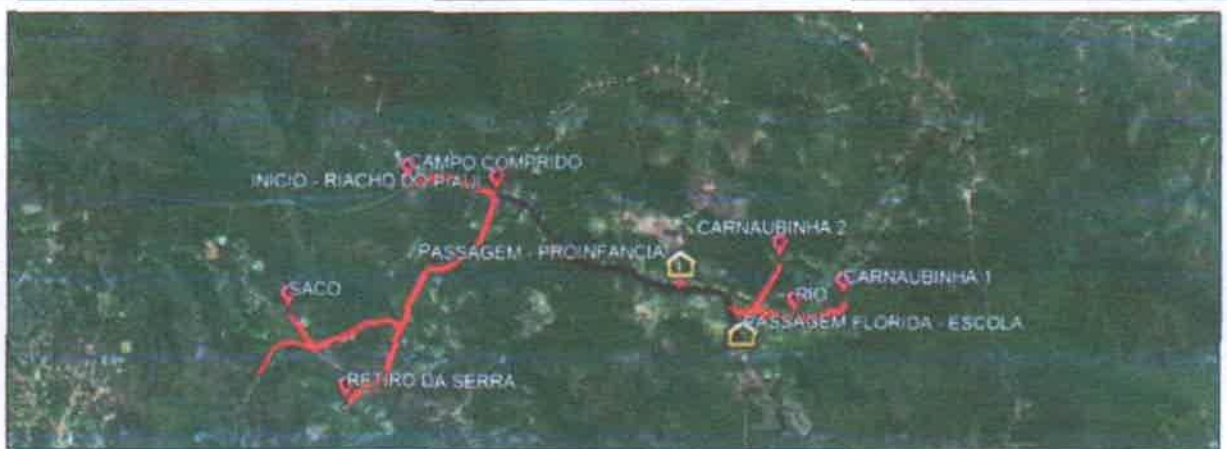 CAMPO COMPRIDO
INICIO - RIACHO DO PIAUI
CARNAUBINHA 2
PASSAGEM - PROINFANCIA
CARNAUBINHA 1
SACO
RIO
PASSAGEM FLORIDA - ESCOLA
RETIRO DA SERRA